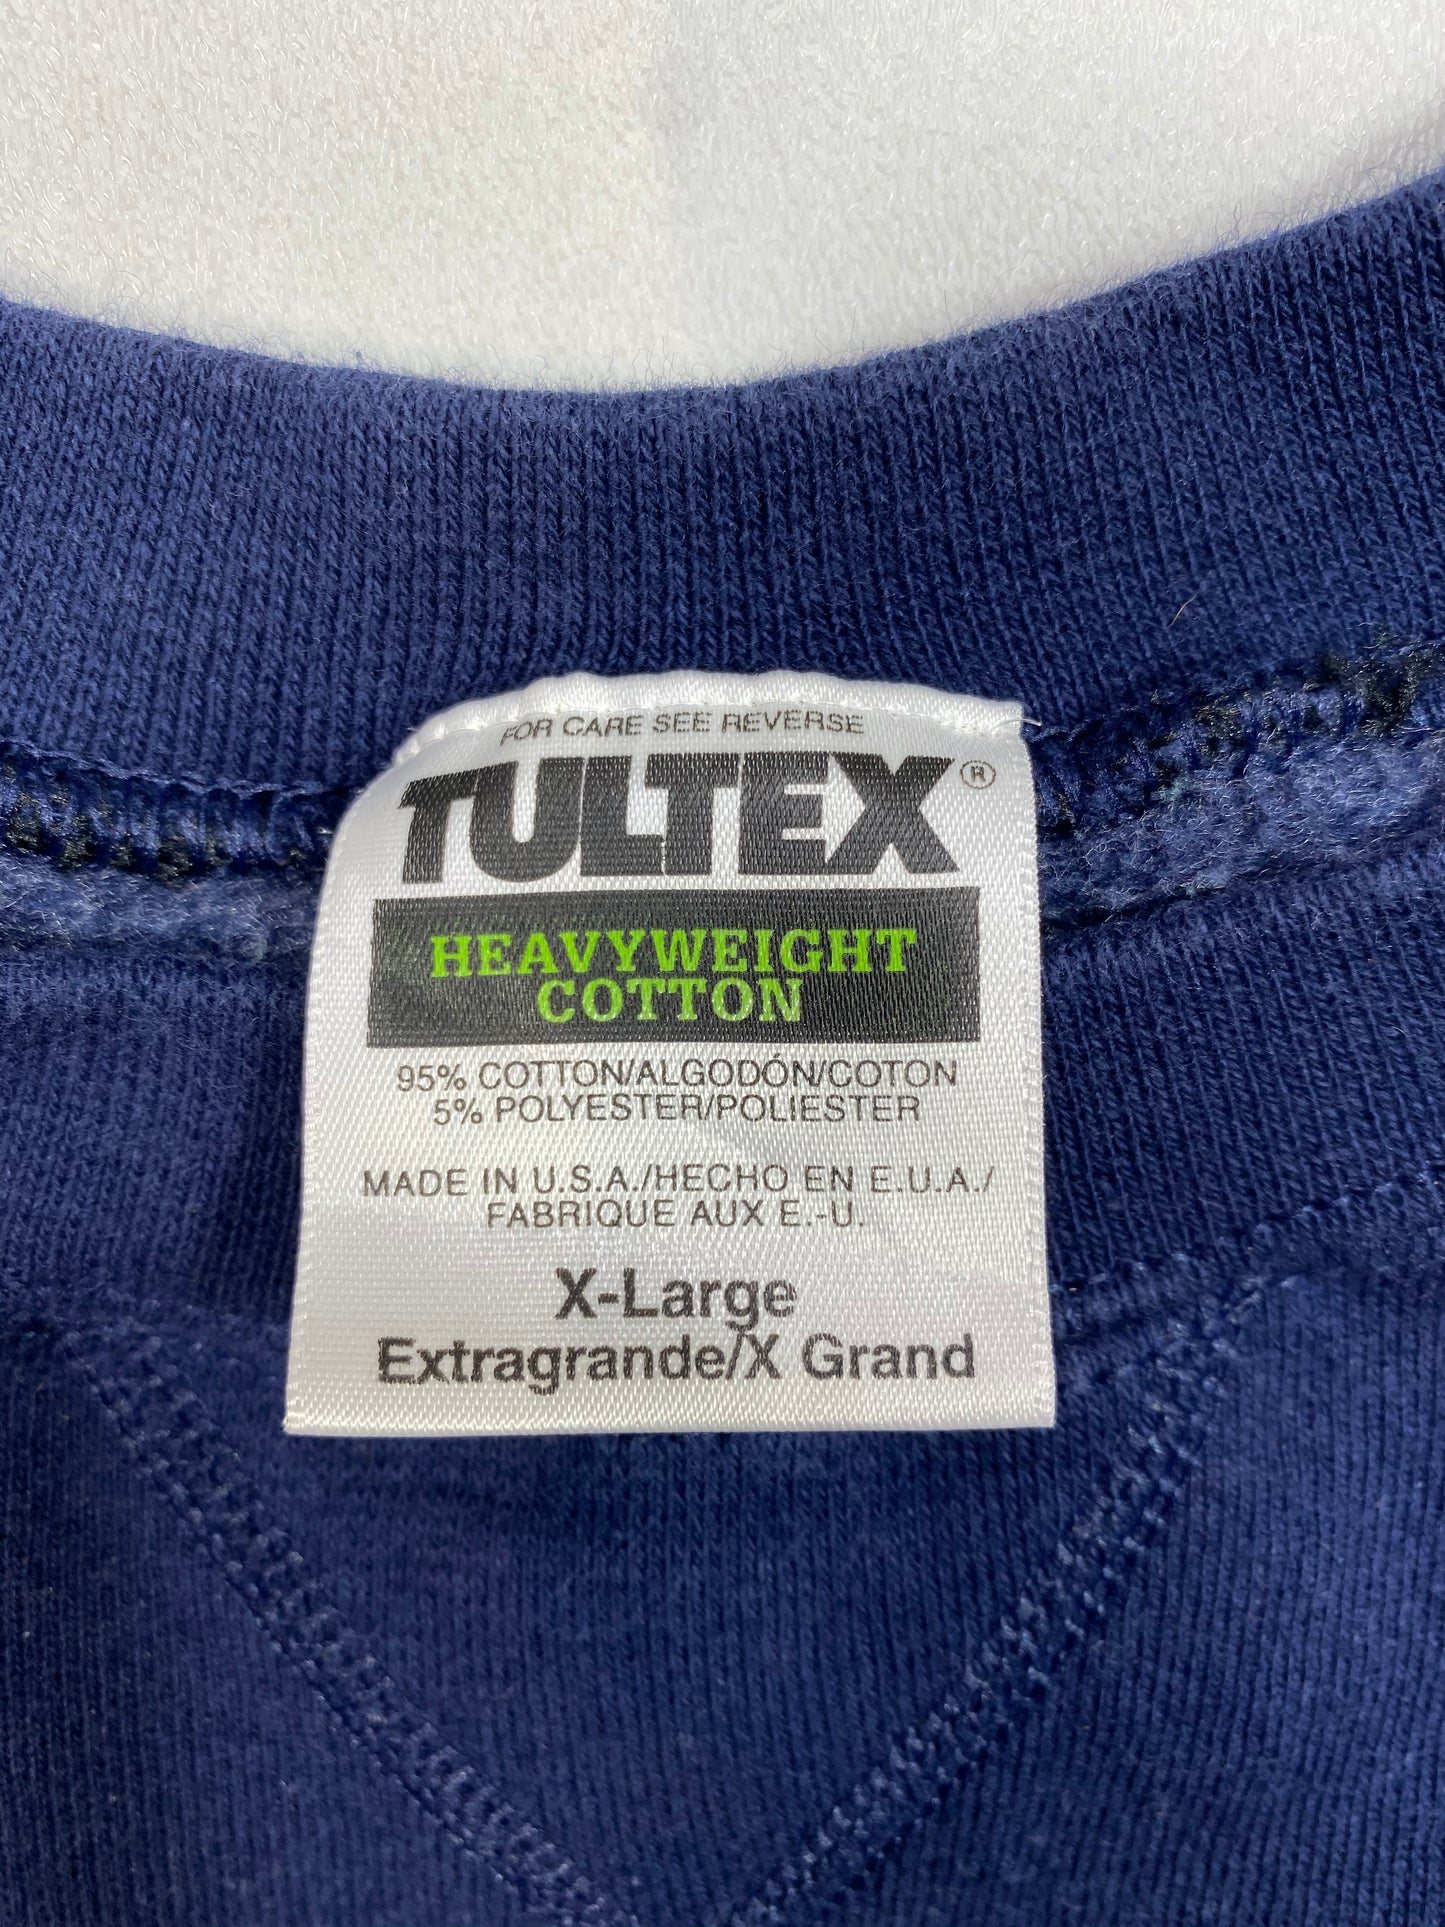 FOR CARE SEE REVERSE
TULTEX®
HEAVYWEIGHT
COTTON
95% COTTON/ALGODÓN/COTON
5% POLYESTER/POLIESTER
MADE IN U.S.A./HECHO EN E.U.A./
FABRIQUE AUX E.-U.
X-Large
Extragrande/X Grand